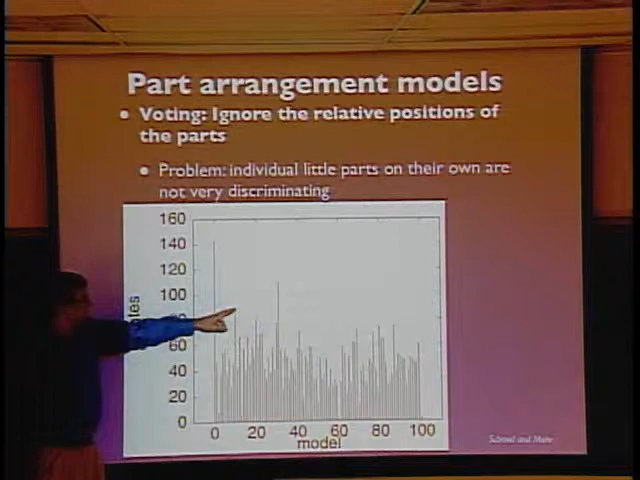 Part arrangement models
Voting: Ignore the relative positions of
the parts
Problem: individual little parts on their own are
not very discriminating
160
140
120
100
60
40
20
0
0 20 40 60 80 100
model